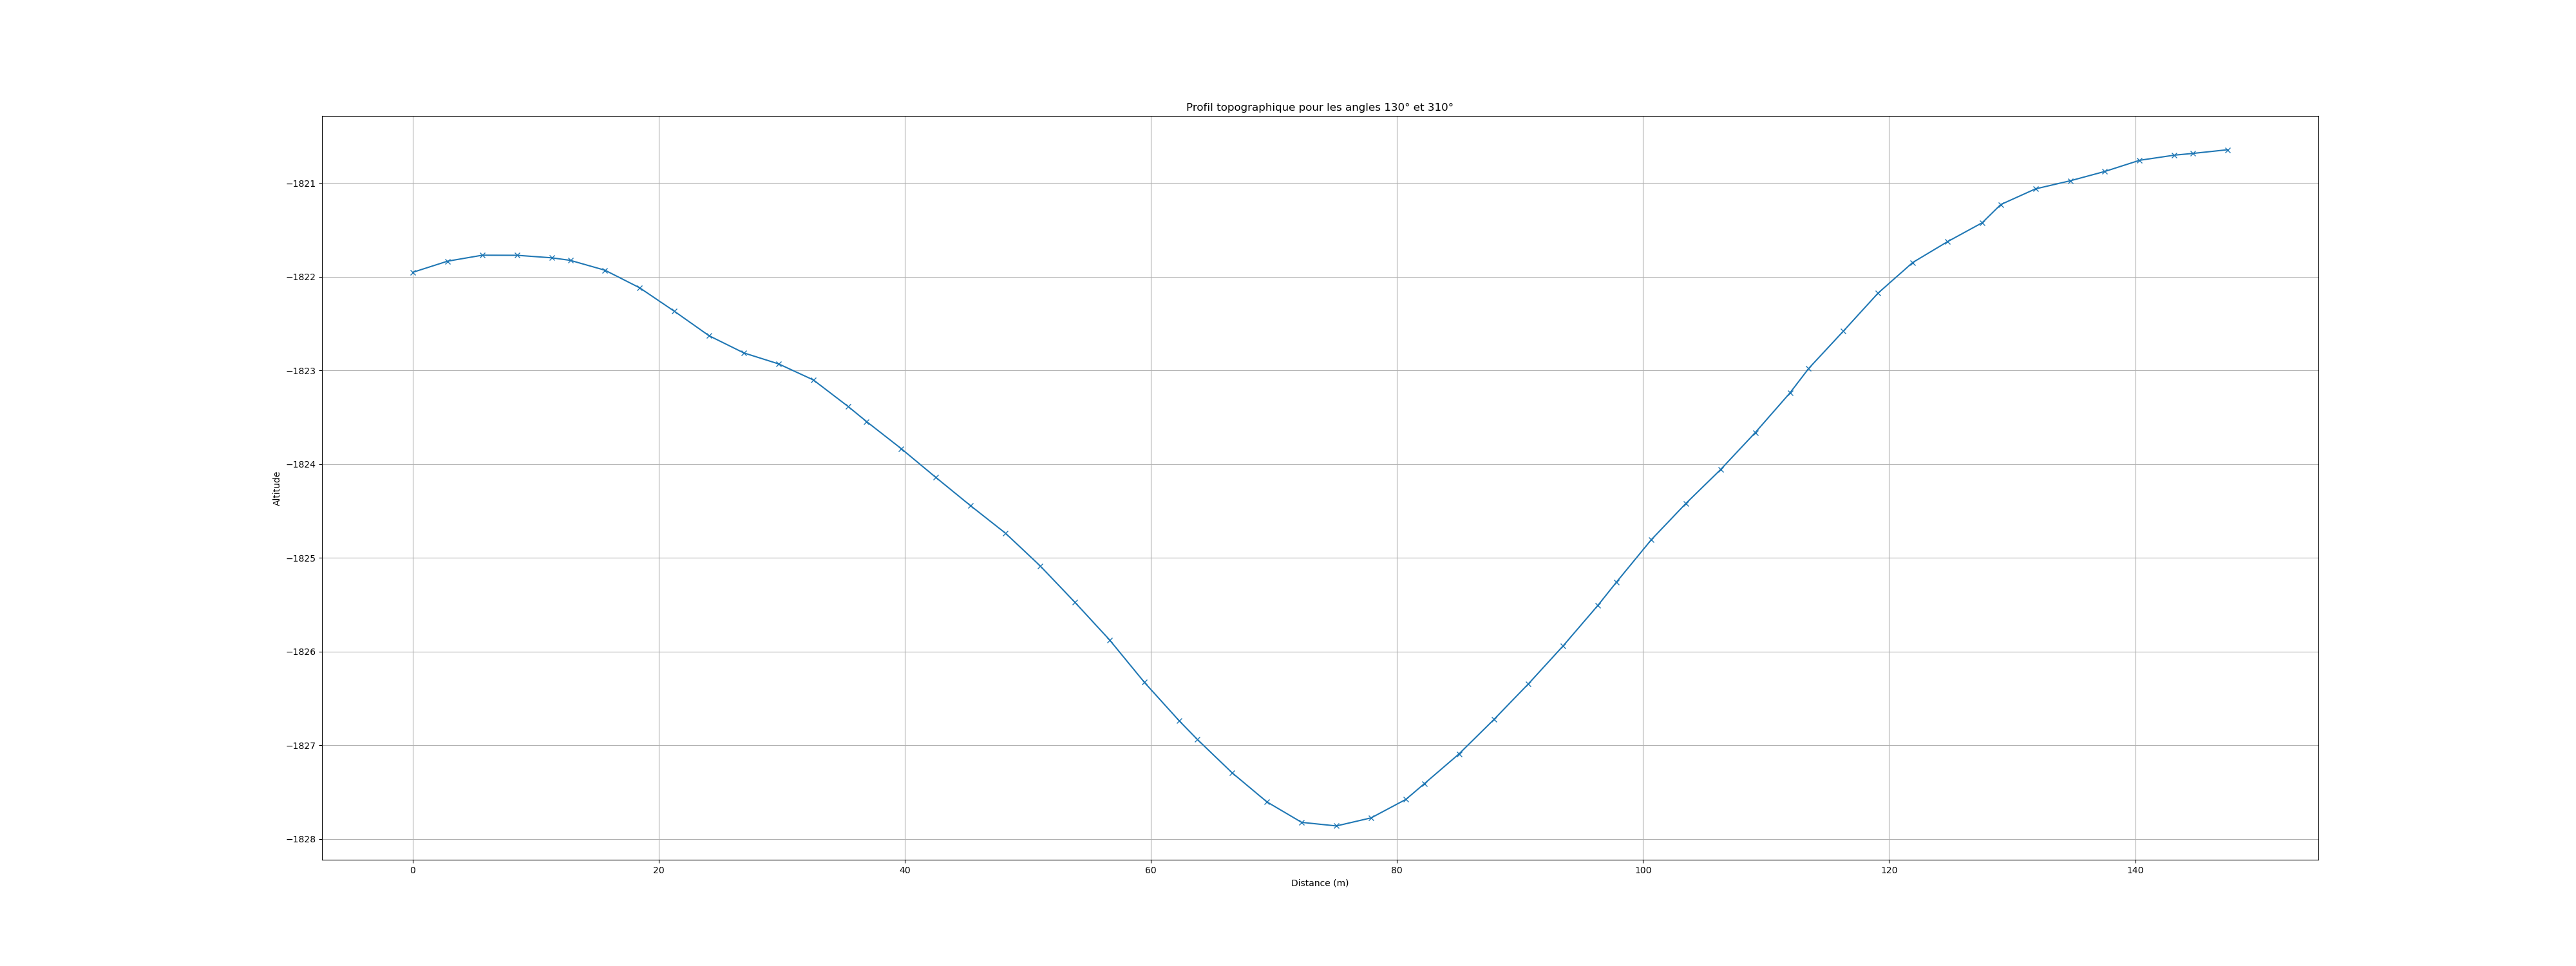 Profil topographique pour les angles 130° et 310°
Altitude
−1821
−1822
−1823
−1824
−1825
−1826
−1827
−1828
0 20 40 60 80 100 120 140
Distance (m)